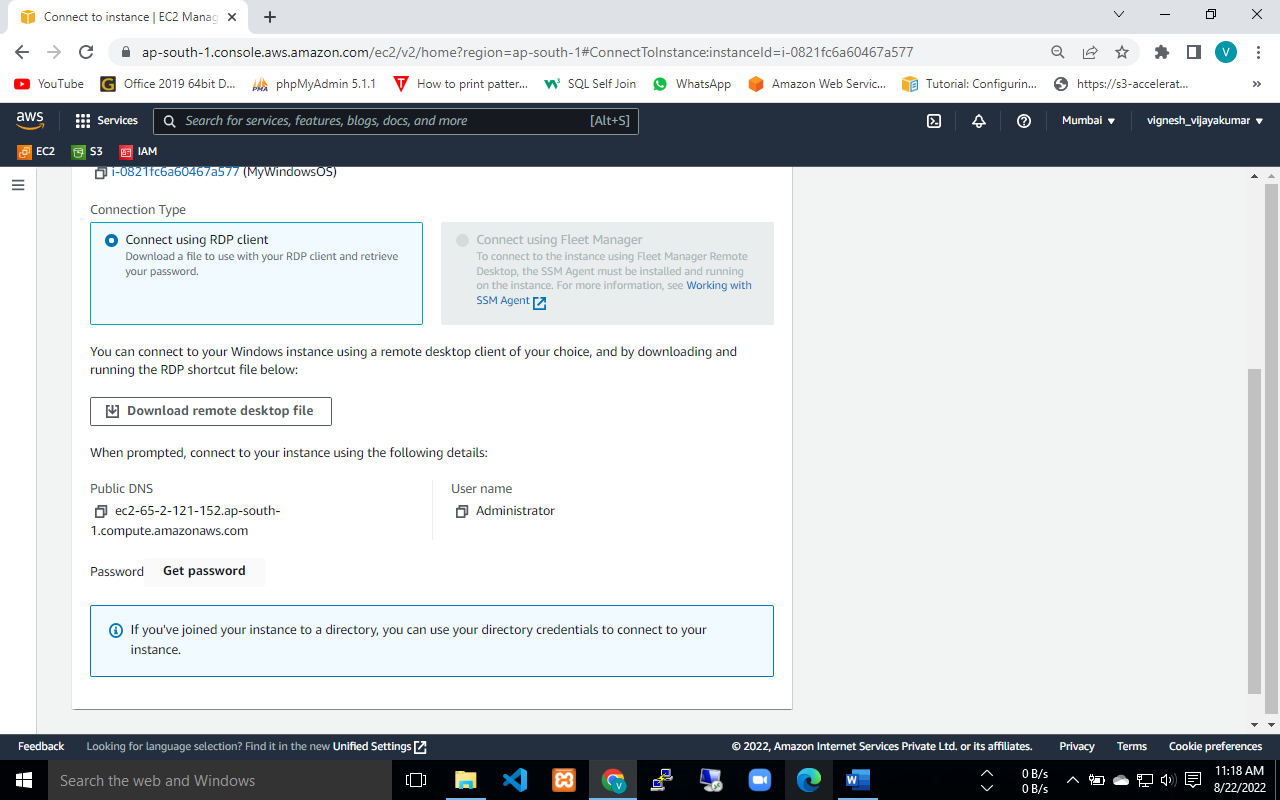 Connect to instance | EC2 Manag
ap-south-1.console.aws.amazon.com/ec2/v2/home?region=ap-south-1#ConnectToInstance:instanceId=i-0821fc6a60467a577
V
YouTube
G
Office 2019 64bit D...
PMA
phpMyAdmin 5.1.1
T
How to print patter...
SQL Self Join
WhatsApp
Amazon Web Servic...
Tutorial: Configurin...
https://s3-accelerat...
»
aws
Services
Search for services, features, blogs, docs, and more
[Alt+S]
Mumbai
vignesh_vijayakumar
EC2
S3
IAM
i-0821fc6a60467a577 (MyWindowsOS)
Connection Type
Connect using RDP client
Download a file to use with your RDP client and retrieve
your password.
Connect using Fleet Manager
To connect to the instance using Fleet Manager Remote
Desktop, the SSM Agent must be installed and running
on the instance. For more information, see Working with
SSM Agent
You can connect to your Windows instance using a remote desktop client of your choice, and by downloading and
running the RDP shortcut file below:
Download remote desktop file
When prompted, connect to your instance using the following details:
Public DNS
ec2-65-2-121-152.ap-south-
1.compute.amazonaws.com
User name
Administrator
Password
Get password
If you've joined your instance to a directory, you can use your directory credentials to connect to your
instance.
Feedback
Looking for language selection? Find it in the new Unified Settings
© 2022, Amazon Internet Services Private Ltd. or its affiliates.
Privacy
Terms
Cookie preferences
Search the web and Windows
V
W
0 B/s
0 B/s
11:18 AM
8/22/2022